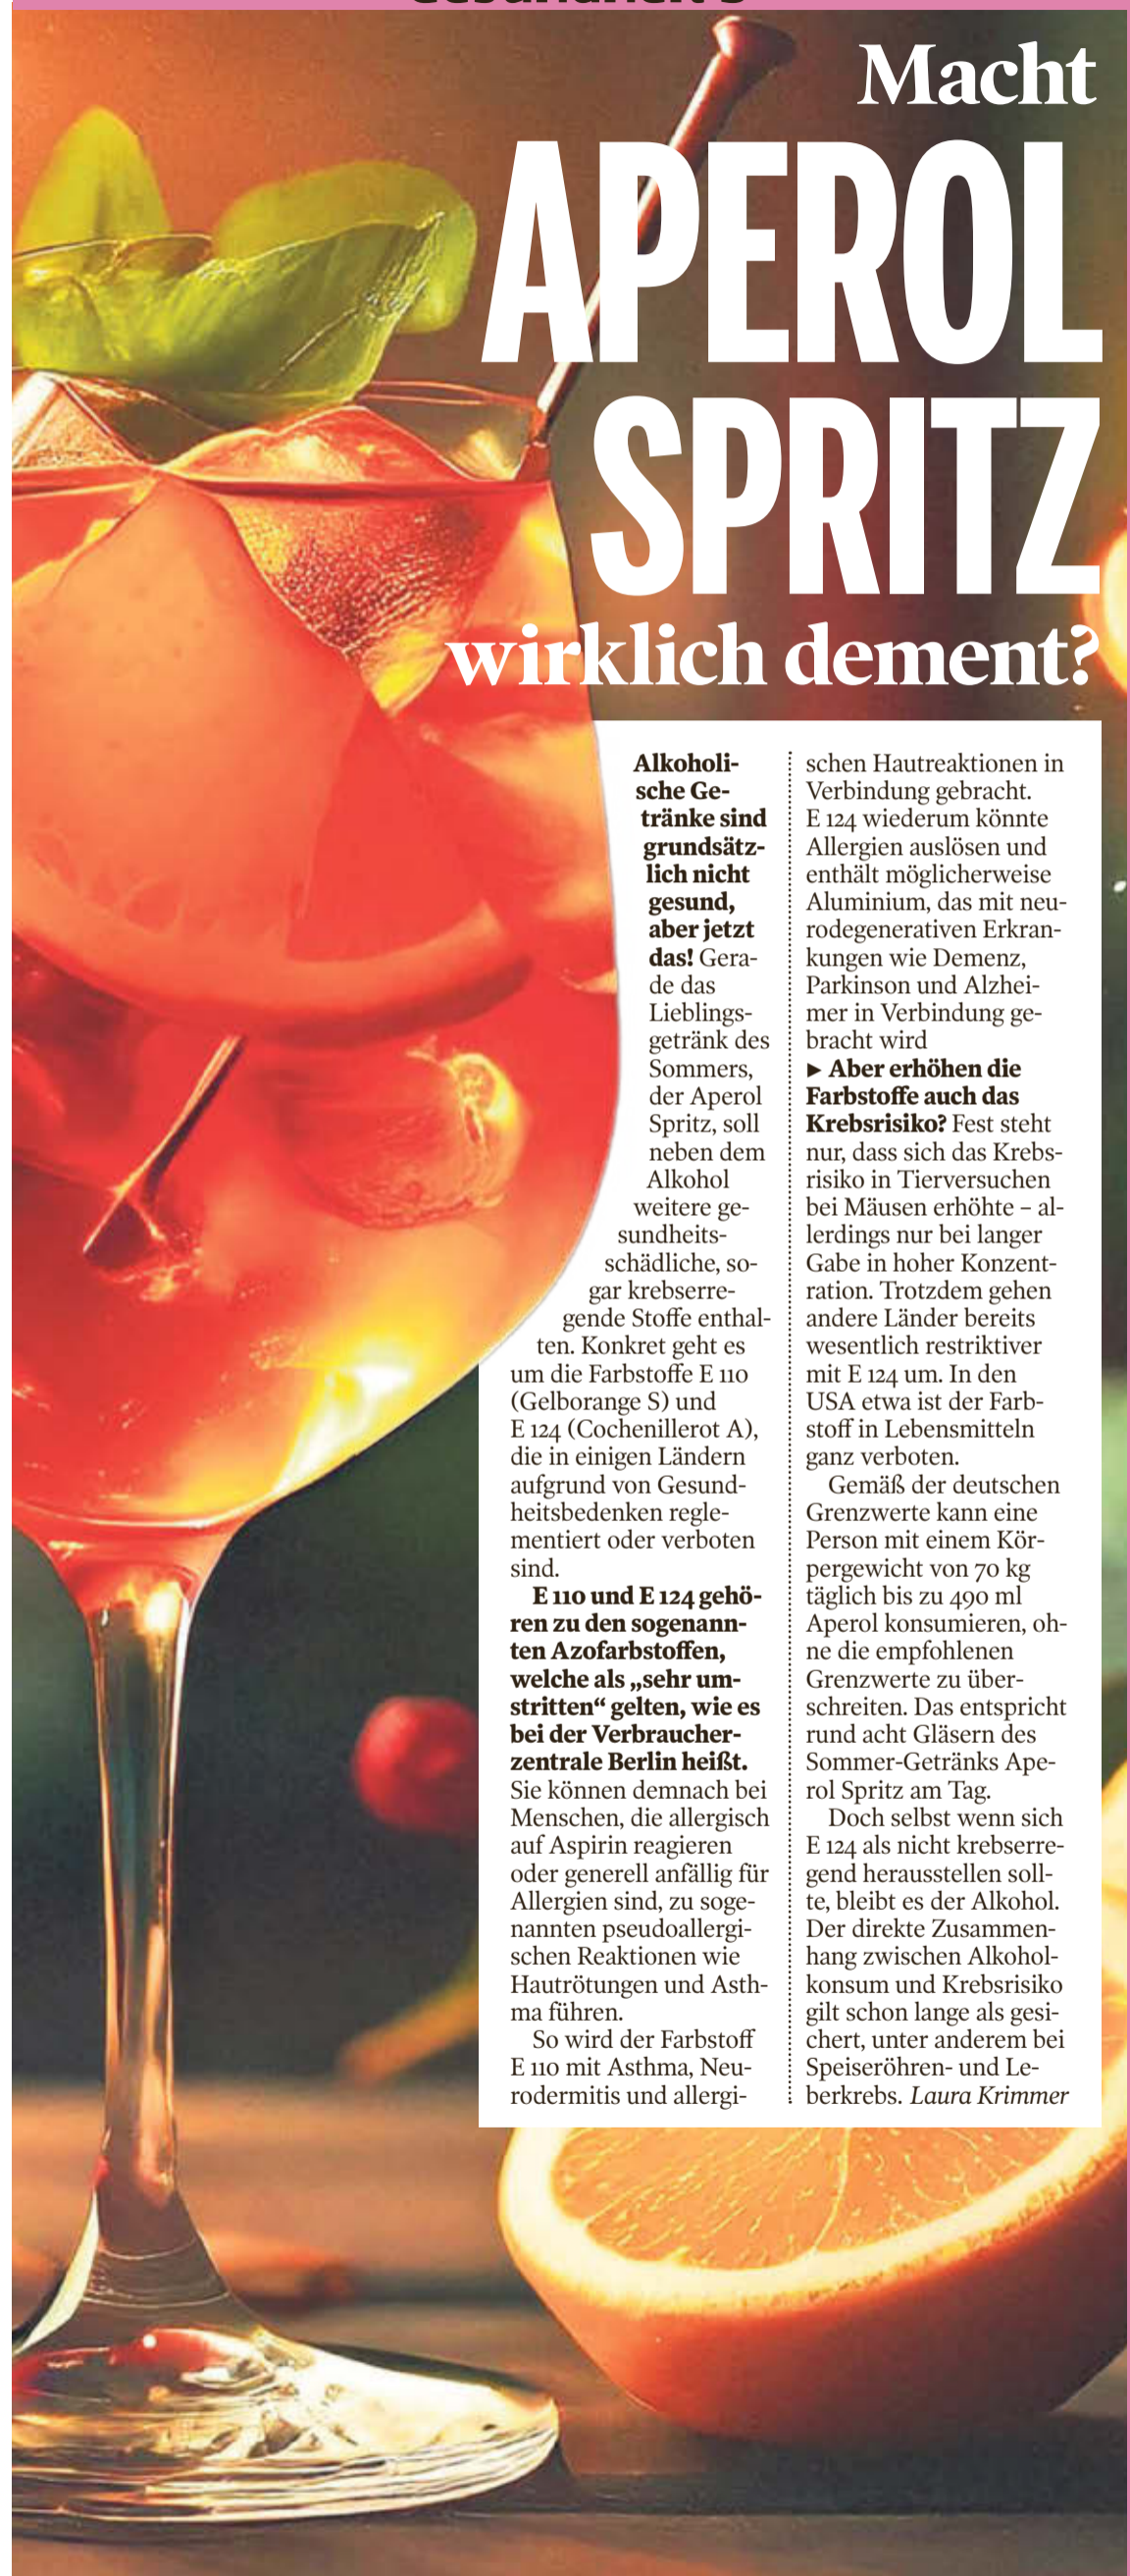 Macht
APEROL
SPRITZ
wirklich dement?
Alkoholi-
sche Ge-
tränke sind
grundsätz-
lich nicht
gesund,
aber jetzt
das! Gera-
de das
Lieblings-
getränk des
Sommers,
der Aperol
Spritz, soll
neben dem
Alkohol
weitere ge-
sundheits-
schädliche, so-
gar krebserre-
gende Stoffe enthal-
ten. Konkret geht es
um die Farbstoffe E 110
(Gelborange S) und
E 124 (Cochenillerot A),
die in einigen Ländern
aufgrund von Gesund-
heitsbedenken regle-
mentiert oder verboten
sind.
E 110 und E 124 gehö-
ren zu den sogenann-
ten Azofarbstoffen,
welche als „sehr um-
stritten“ gelten, wie es
bei der Verbraucher-
zentrale Berlin heißt.
Sie können demnach bei
Menschen, die allergisch
auf Aspirin reagieren
oder generell anfällig für
Allergien sind, zu soge-
nannten pseudoallergi-
schen Reaktionen wie
Hautrötungen und Asth-
ma führen.
So wird der Farbstoff
E 110 mit Asthma, Neu-
rodermitis und allergi-
schen Hautreaktionen in
Verbindung gebracht.
E 124 wiederum könnte
Allergien auslösen und
enthält möglicherweise
Aluminium, das mit neu-
rodegenerativen Erkran-
kungen wie Demenz,
Parkinson und Alzhei-
mer in Verbindung ge-
bracht wird
▸ Aber erhöhen die
Farbstoffe auch das
Krebsrisiko? Fest steht
nur, dass sich das Krebs-
risiko in Tierversuchen
bei Mäusen erhöhte – al-
lerdings nur bei langer
Gabe in hoher Konzent-
ration. Trotzdem gehen
andere Länder bereits
wesentlich restriktiver
mit E 124 um. In den
USA etwa ist der Farb-
stoff in Lebensmitteln
ganz verboten.
Gemäß der deutschen
Grenzwerte kann eine
Person mit einem Kör-
pergewicht von 70 kg
täglich bis zu 490 ml
Aperol konsumieren, oh-
ne die empfohlenen
Grenzwerte zu über-
schreiten. Das entspricht
rund acht Gläsern des
Sommer-Getränks Ape-
rol Spritz am Tag.
Doch selbst wenn sich
E 124 als nicht krebserre-
gend herausstellen soll-
te, bleibt es der Alkohol.
Der direkte Zusammen-
hang zwischen Alkohol-
konsum und Krebsrisiko
gilt schon lange als gesi-
chert, unter anderem bei
Speiseröhren- und Le-
berkrebs. Laura Krimmer